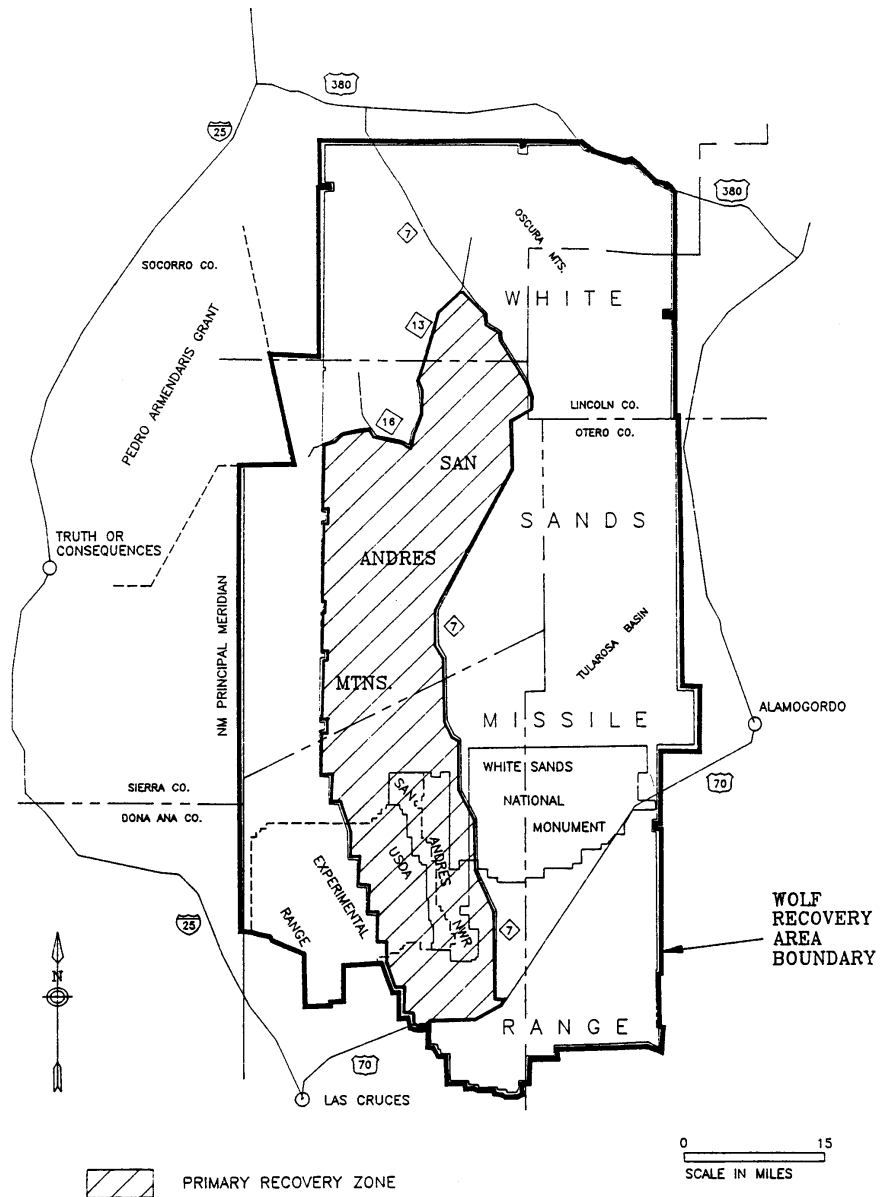 380
25
380
7
OSCURA MTS.
SOCORRO CO.
WHITE
13
PEDRO ARMENDARIS GRANT
16
LINCOLN CO.
OTERO CO.
SAN
SANDS
TRUTH OR
CONSEQUENCES
ANDRES
NM PRINCIPAL MERIDIAN
7
TULAROSA BASIN
MTNS.
MISSILE
ALAMOGORDO
WHITE SANDS
NATIONAL
MONUMENT
SIERRA CO.
DONA ANA CO.
70
SAN
ANDRES
NWR
USDA
EXPERIMENTAL
RANGE
WOLF
RECOVERY
AREA
BOUNDARY
25
7
N
RANGE
70
LAS CRUCES
0 15
SCALE IN MILES
PRIMARY RECOVERY ZONE